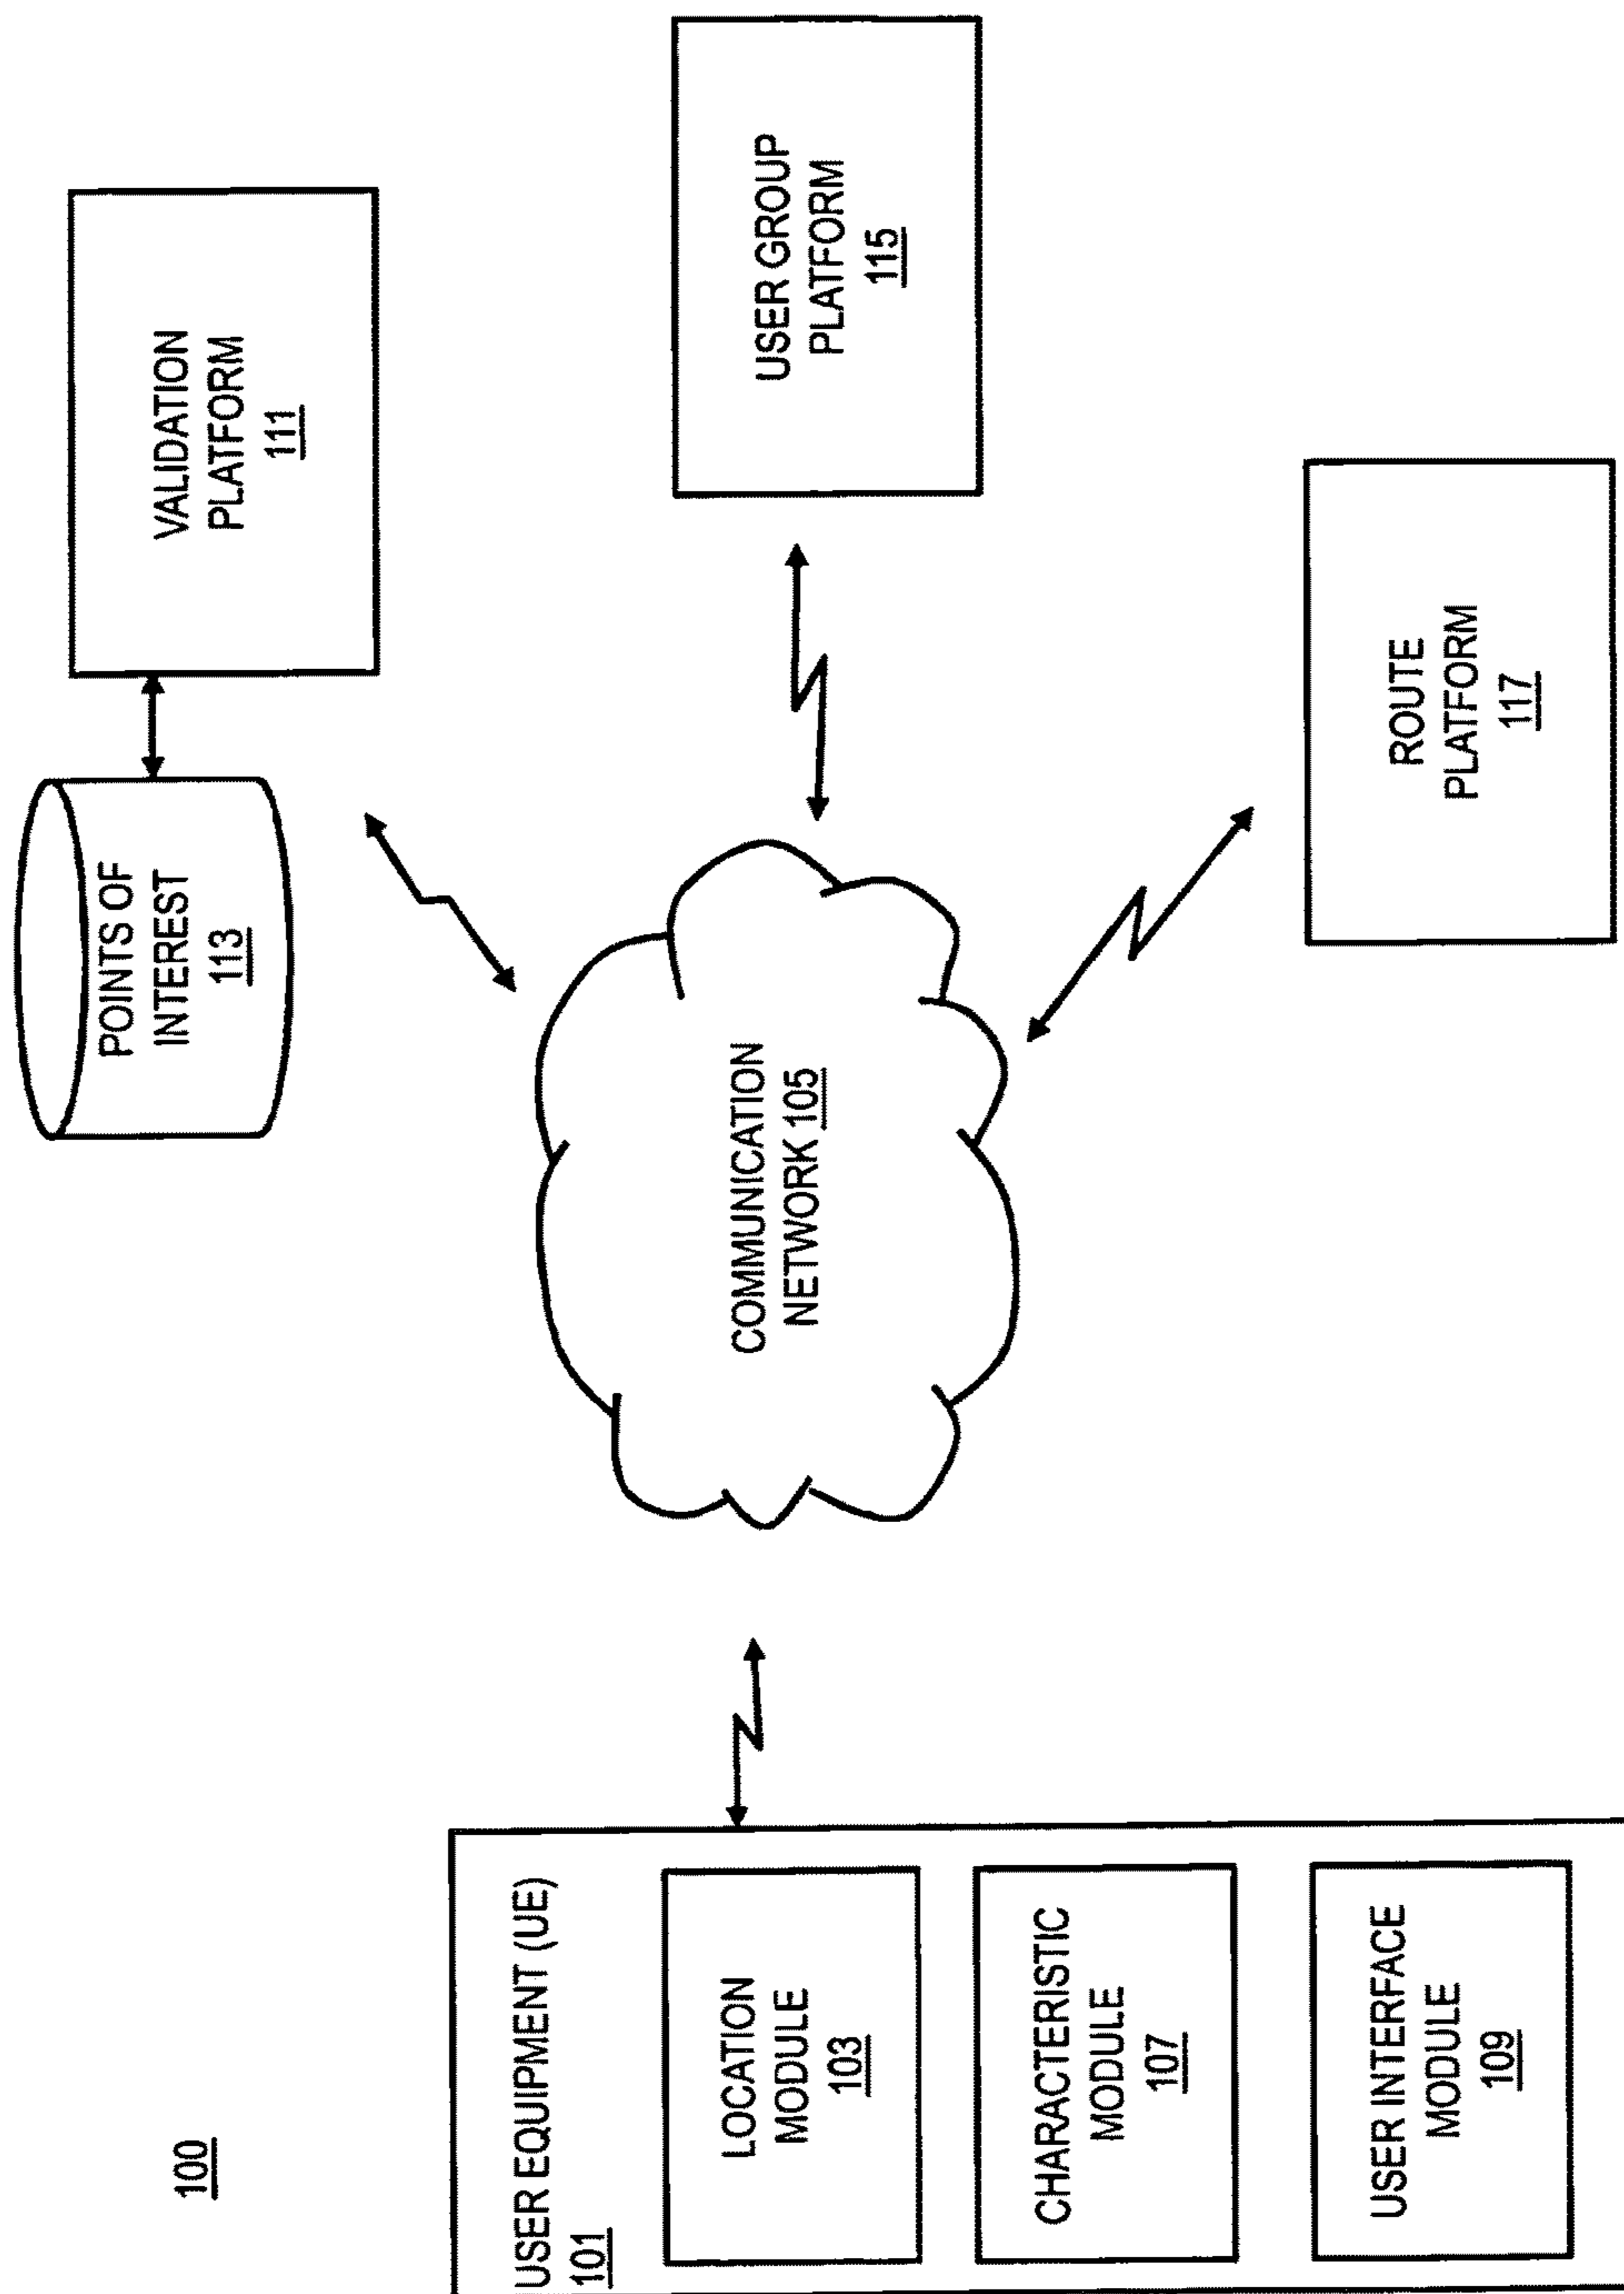 100
USER EQUIPMENT (UE)
101
LOCATION
MODULE
103
CHARACTERISTIC
MODULE
107
USER INTERFACE
MODULE
109
COMMUNICATION
NETWORK 105
POINTS OF
INTEREST
113
VALIDATION
PLATFORM
111
USER GROUP
PLATFORM
115
ROUTE
PLATFORM
117